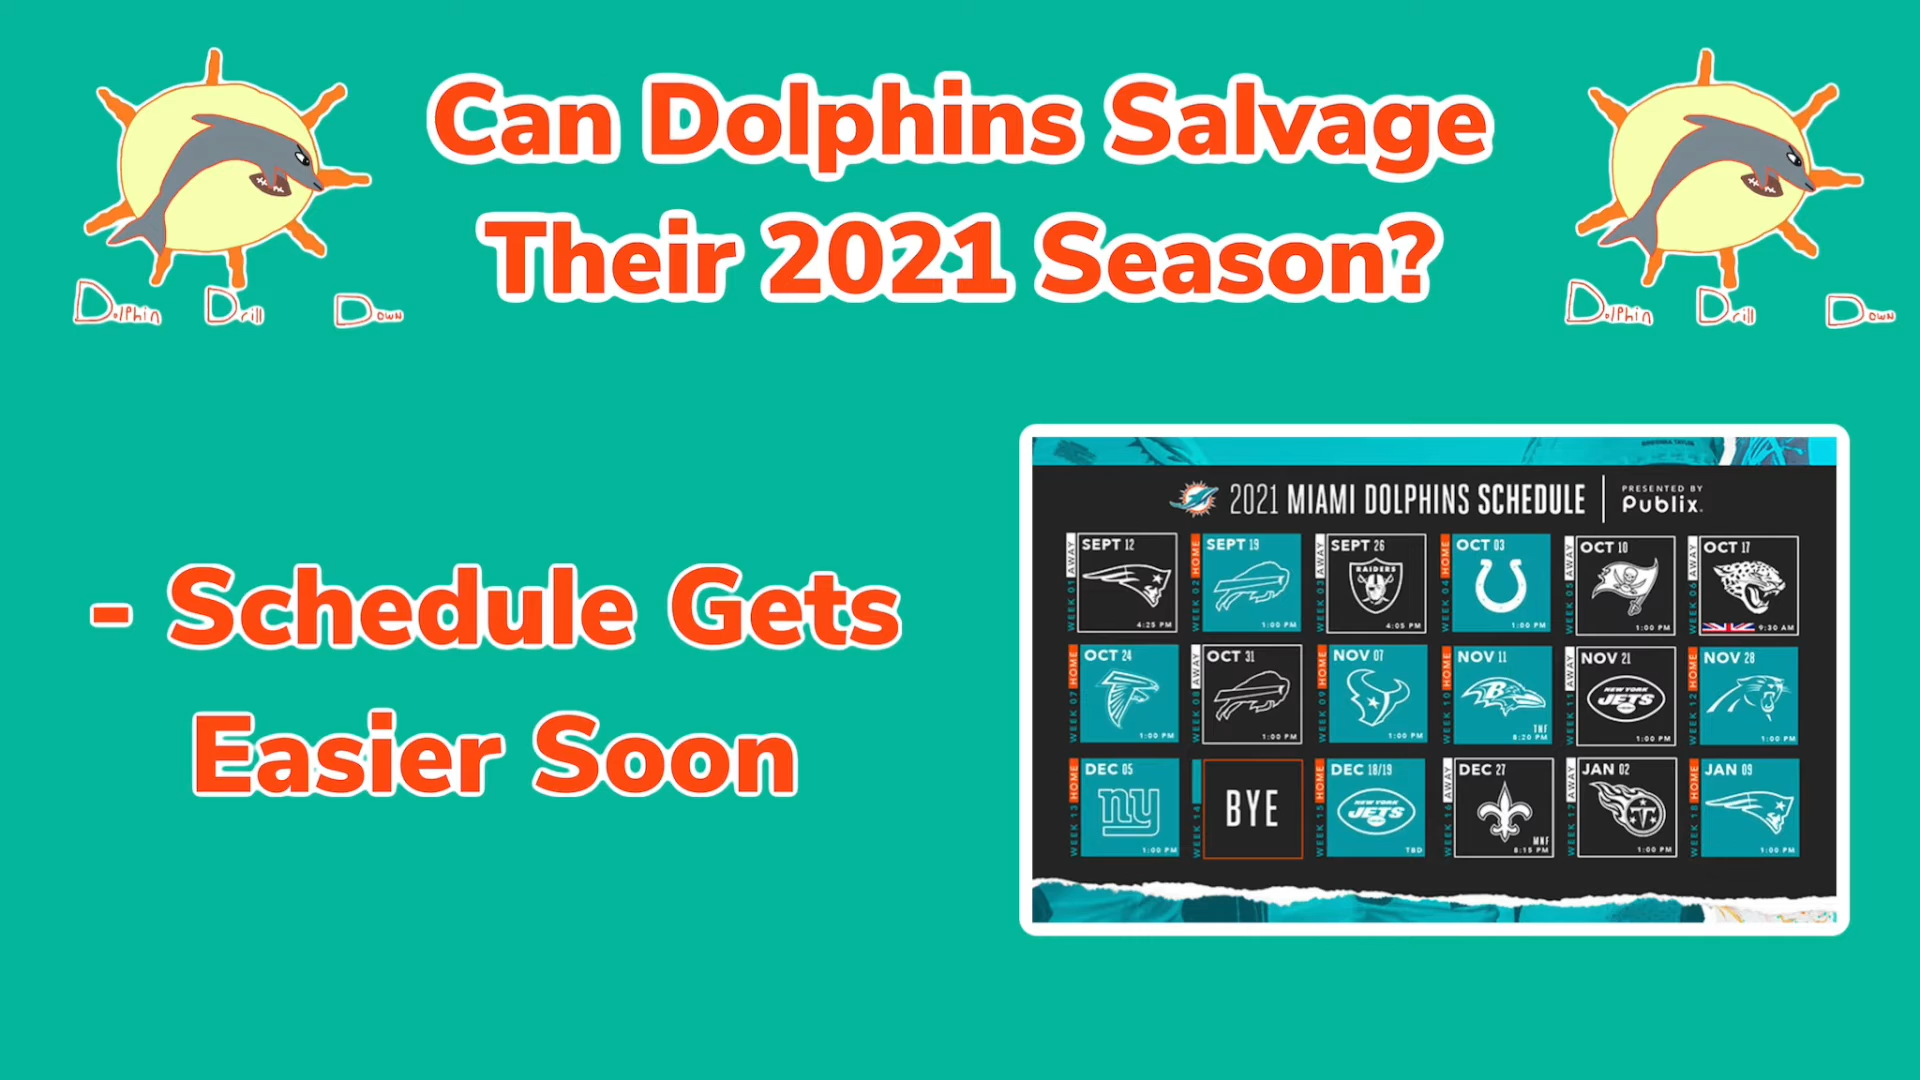 Can Dolphins Salvage
Their 2021 Season?
Dolphin Drill Down
Dolphin Drill Down
- Schedule Gets
Easier Soon
2021 MIAMI DOLPHINS SCHEDULE
PRESENTED BY
Publix.
WEEK 01 AWAY SEPT 12 4:25 PM
WEEK 02 HOME SEPT 19 1:00 PM
WEEK 03 AWAY SEPT 26 RAIDERS 4:05 PM
WEEK 04 HOME OCT 03 1:00 PM
WEEK 05 AWAY OCT 10 1:00 PM
WEEK 06 AWAY OCT 17 9:30 AM
WEEK 07 HOME OCT 24 1:00 PM
WEEK 08 AWAY OCT 31 1:00 PM
WEEK 09 HOME NOV 07 1:00 PM
WEEK 10 HOME NOV 11 B TNF 8:20 PM
WEEK 11 AWAY NOV 21 NEW YORK JETS 1:00 PM
WEEK 12 HOME NOV 28 1:00 PM
WEEK 13 HOME DEC 05 ny 1:00 PM
WEEK 14 BYE
WEEK 15 HOME DEC 18/19 NEW YORK JETS TBD
WEEK 16 AWAY DEC 27 MNF 8:15 PM
WEEK 17 AWAY JAN 02 T 1:00 PM
WEEK 18 HOME JAN 09 1:00 PM